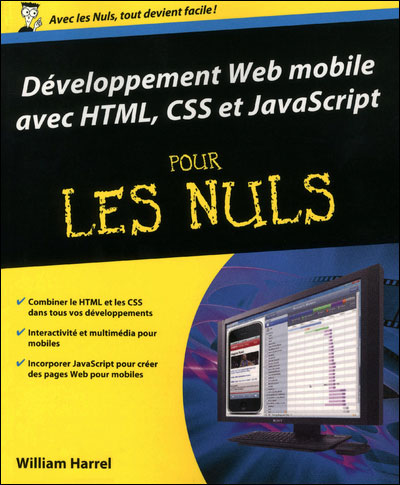 Avec les Nuls, tout devient facile !
Développement Web mobile
avec HTML, CSS et JavaScript
POUR
LES NULS
✓ Combiner le HTML et les CSS
dans tous vos développements
✓ Interactivité et multimédia pour
mobiles
✓ Incorporer JavaScript pour créer
des pages Web pour mobiles
William Harrel